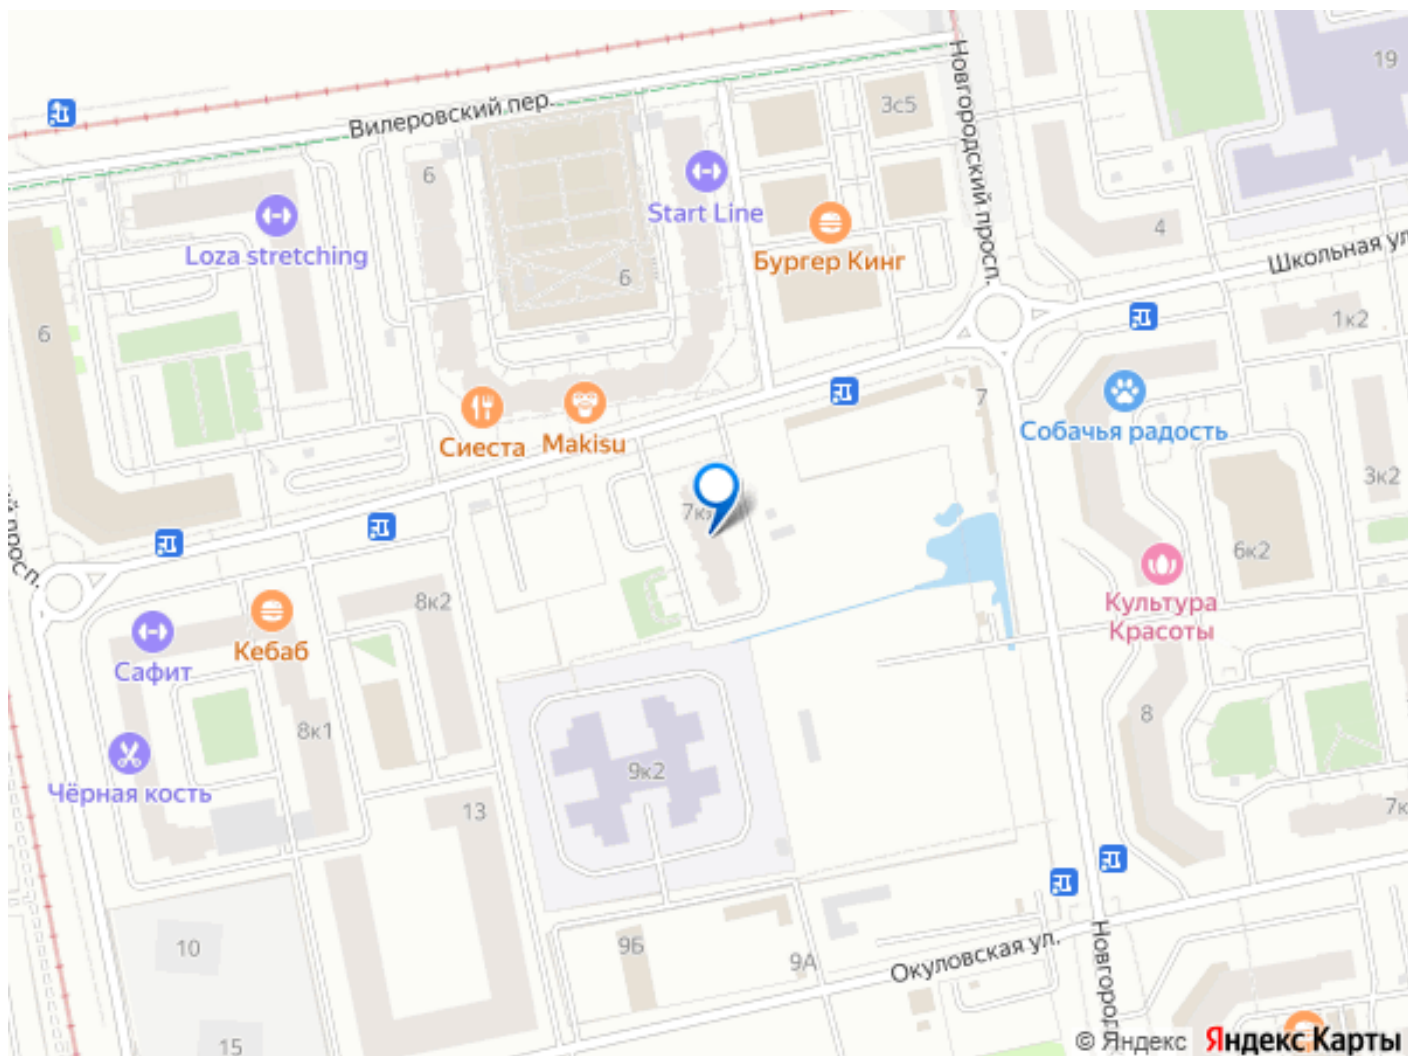 19
Новгородский просп.
3с5
Вилеровский пер.
6
Start Line
4
Loza stretching
Бургер Кинг
Школьная ул
6
6
1к2
7
Сиеста
Makisu
Собачья радость
3к2
й просп.
6к2
8к2
Культура
Красоты
Кебаб
Сафит
8
8к1
9к2
Чёрная кость
13
7к
10
9Б
9А
Окуловская ул.
Новгород
15
© Яндекс
Яндекс Карты